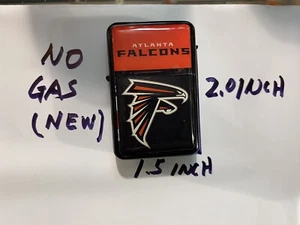 NO
GAS
(NEW)
ATLANTA
FALCONS
2.0 INCH
1.5 INCH